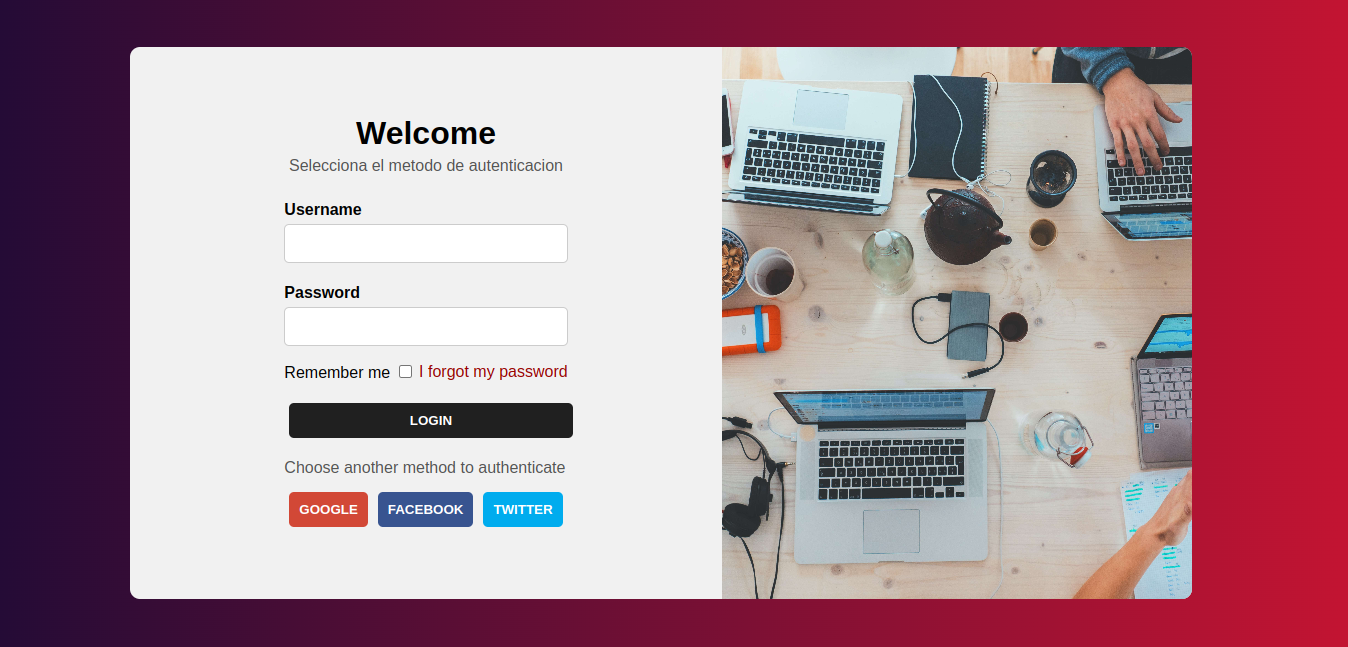 Welcome
Selecciona el metodo de autenticacion
Username
Password
Remember me I forgot my password
LOGIN
Choose another method to authenticate
GOOGLE FACEBOOK TWITTER